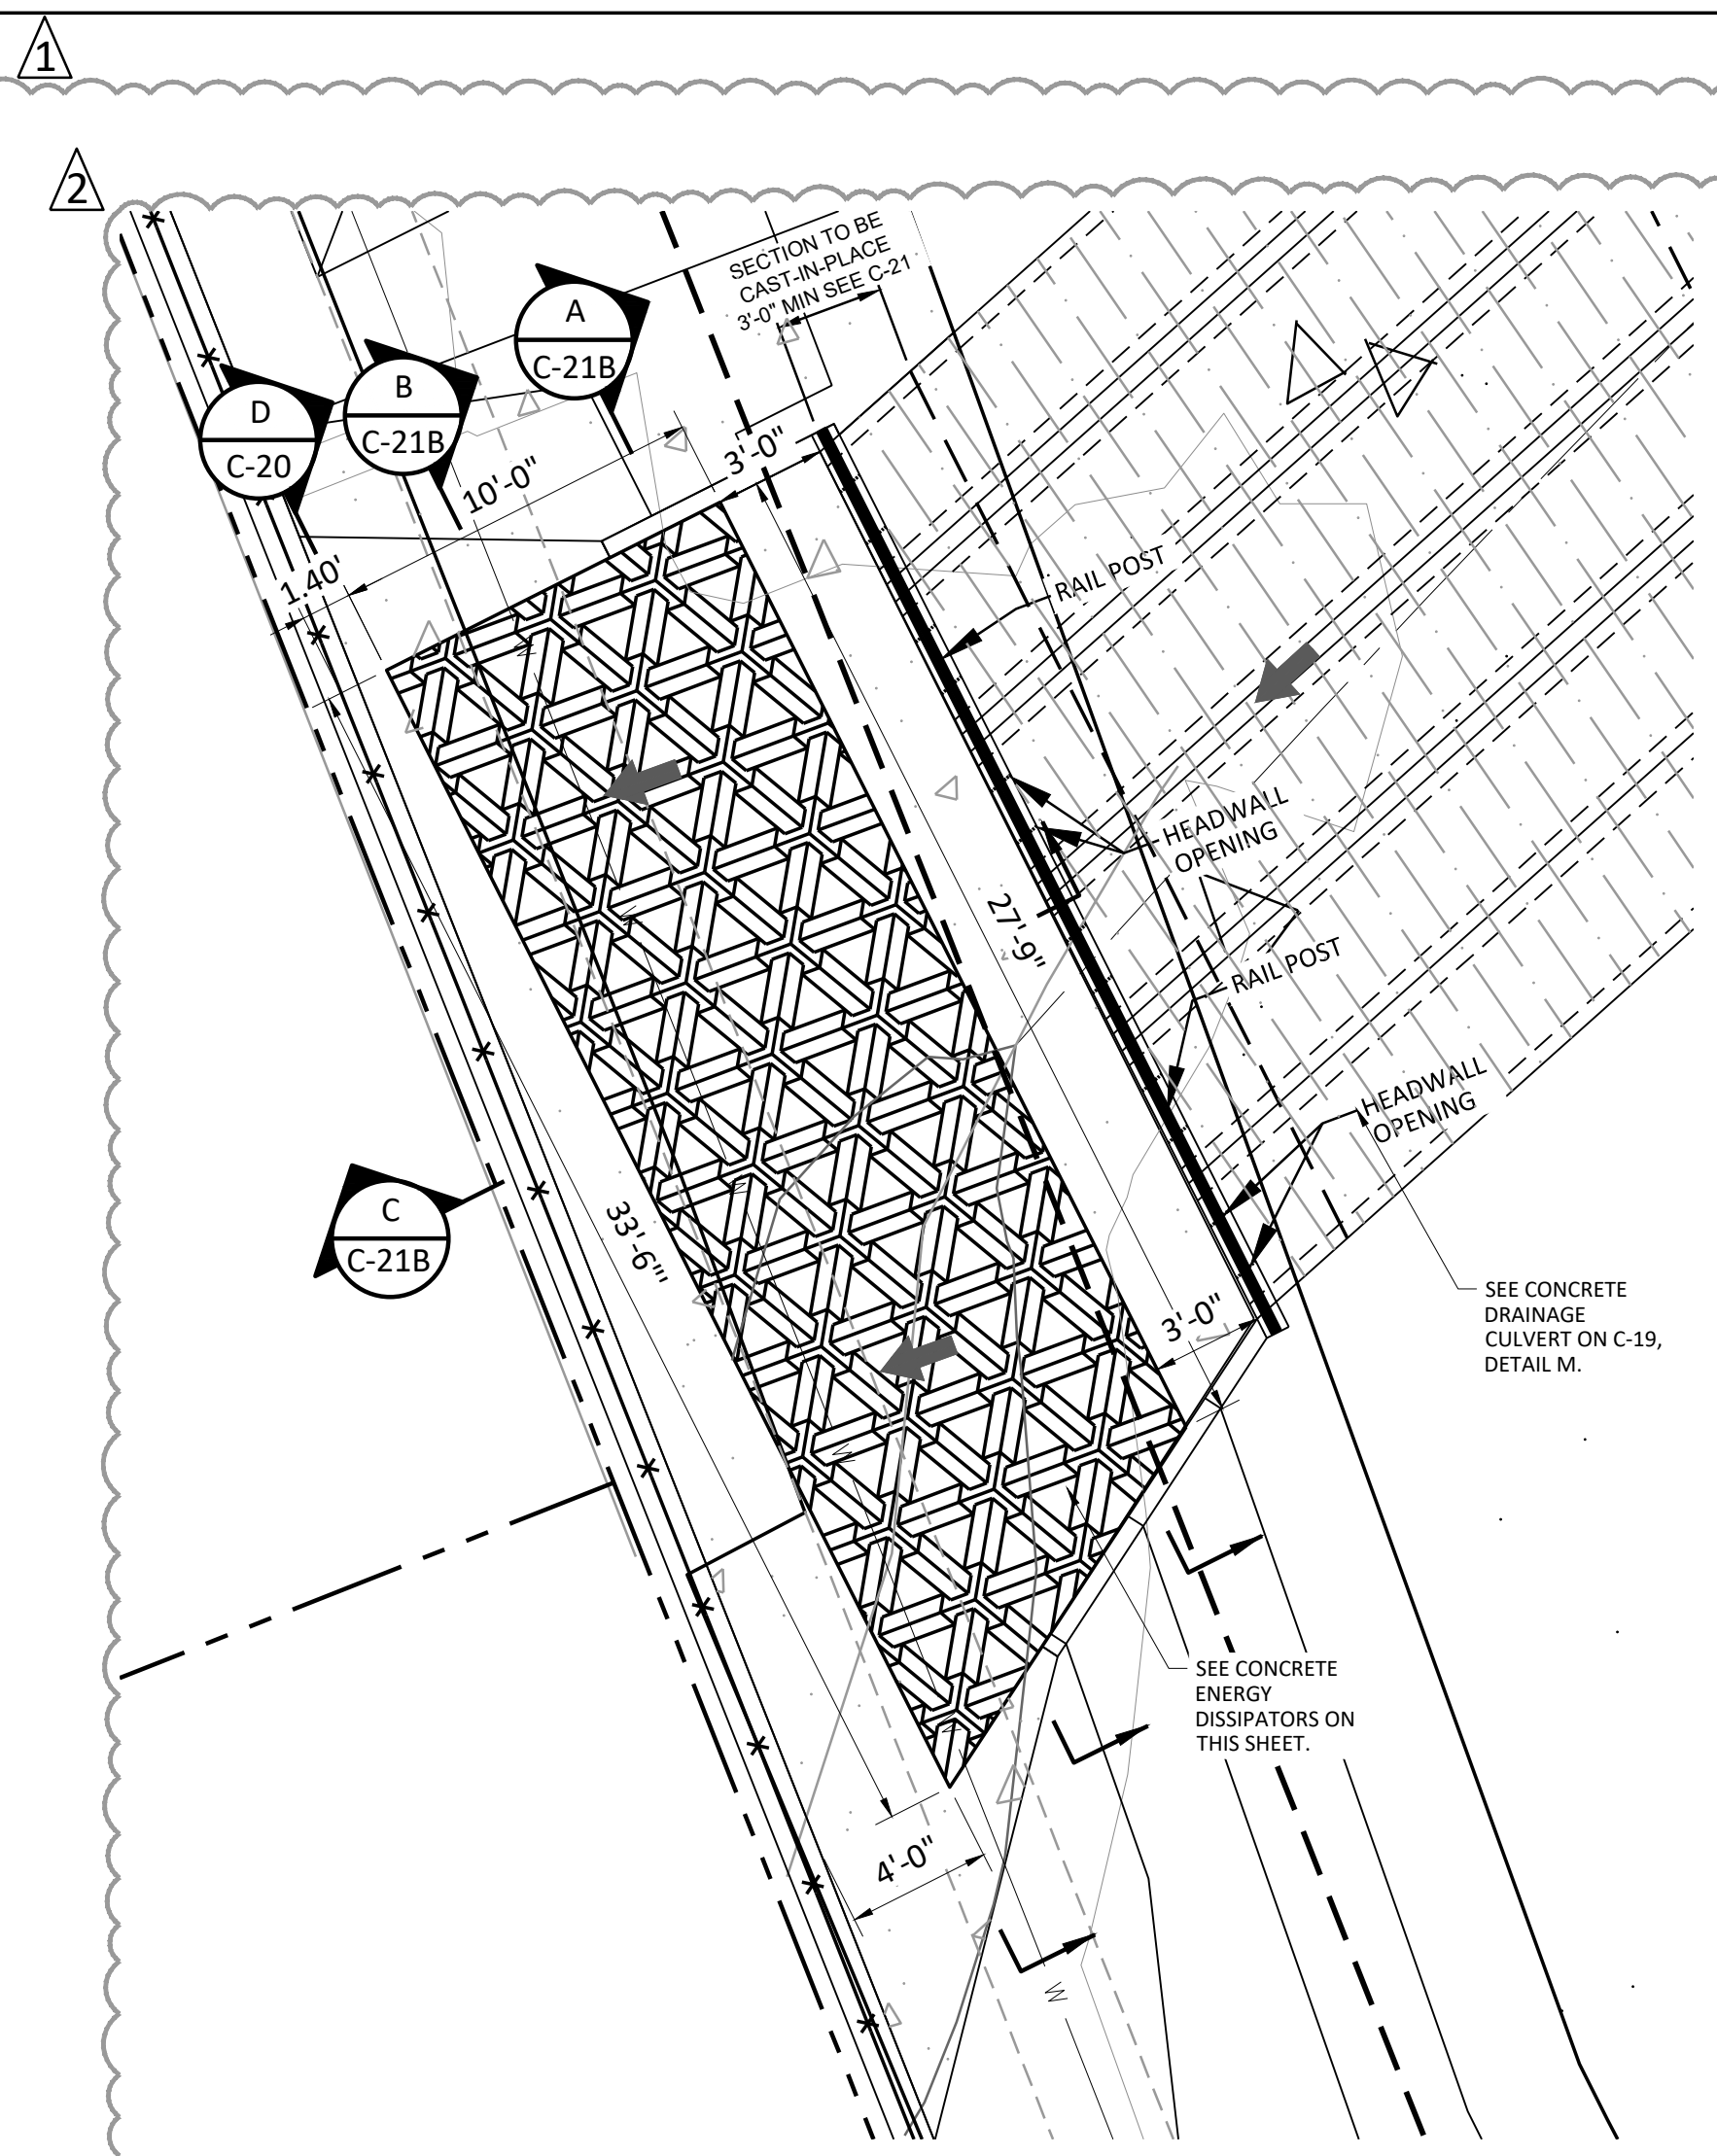 1
2
SECTION TO BE
CAST-IN-PLACE
3'-0" MIN SEE C-21
A
C-21B
B
C-21B
D
C-20
10'-0"
3'-0"
1.40'
RAIL POST
HEADWALL
OPENING
27'-9"
RAIL POST
HEADWALL
OPENING
C
C-21B
33'-6"'
3'-0"
SEE CONCRETE
DRAINAGE
CULVERT ON C-19,
DETAIL M.
SEE CONCRETE
ENERGY
DISSIPATORS ON
THIS SHEET.
4'-0"
W
W
W
W
W
W